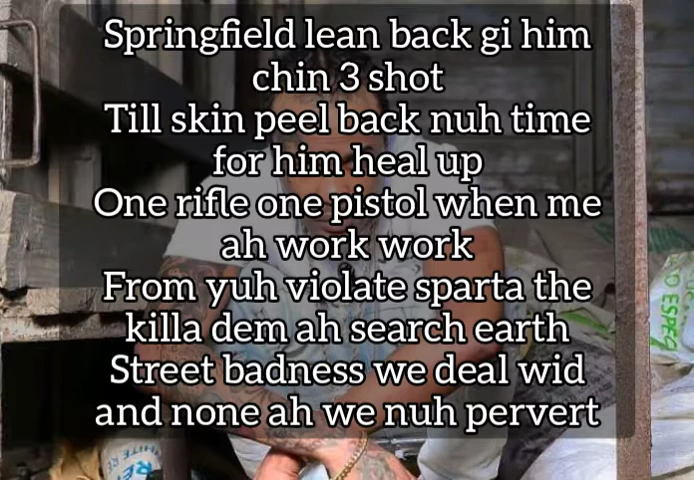 Springfield lean back gi him
chin 3 shot
Till skin peel back nuh time
for him heal up
One rifle one pistol when me
ah work work
From yuh violate sparta the
killa dem ah search earth
Street badness we deal wid
and none ah we nuh pervert